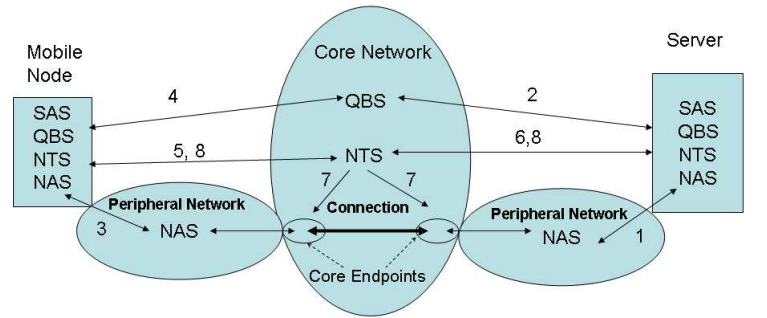 Mobile
Node
Core Network
Server
SAS
QBS
NTS
NAS
4
QBS
2
SAS
QBS
NTS
NAS
5, 8
NTS
6,8
7
7
Peripheral Network
Connection
Peripheral Network
3
NAS
NAS
1
Core Endpoints